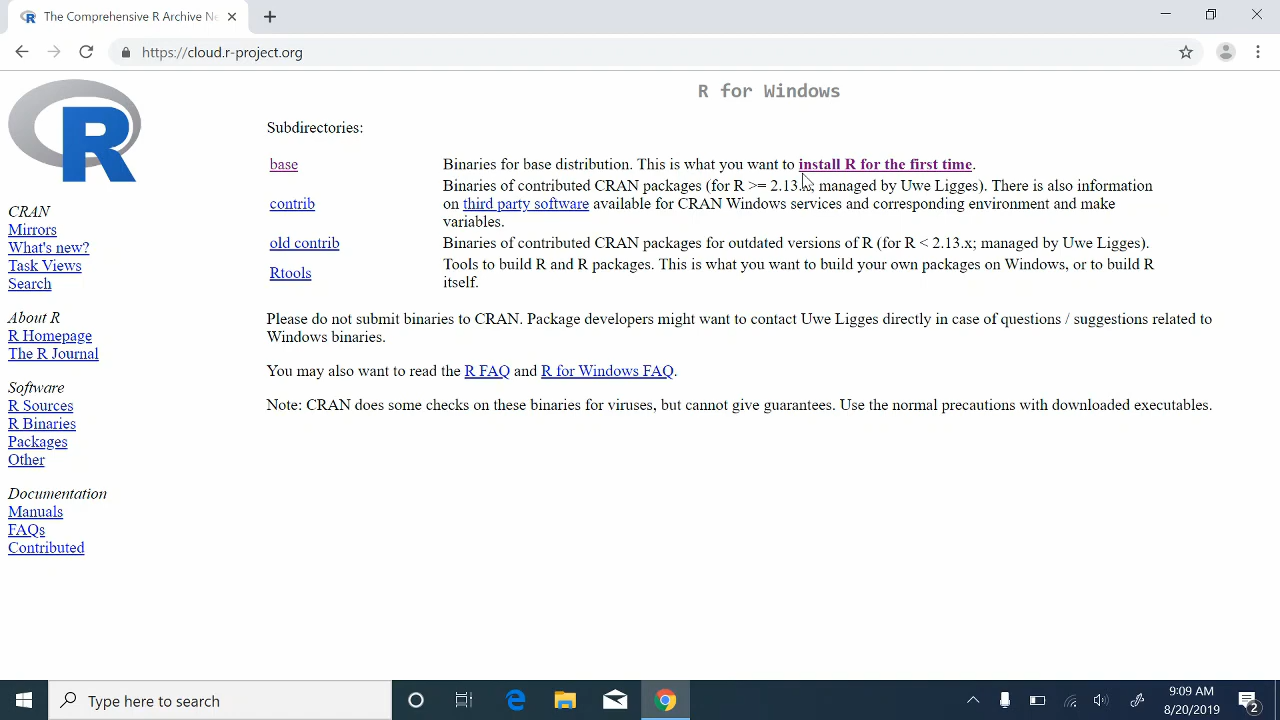 The Comprehensive R Archive Ne
https://cloud.r-project.org
R
R for Windows
Subdirectories:
base Binaries for base distribution. This is what you want to install R for the first time.
Binaries of contributed CRAN packages (for R >= 2.13.x; managed by Uwe Ligges). There is also information
contrib on third party software available for CRAN Windows services and corresponding environment and make
variables.
old contrib Binaries of contributed CRAN packages for outdated versions of R (for R < 2.13.x; managed by Uwe Ligges).
Rtools Tools to build R and R packages. This is what you want to build your own packages on Windows, or to build R
itself.
Please do not submit binaries to CRAN. Package developers might want to contact Uwe Ligges directly in case of questions / suggestions related to
Windows binaries.
You may also want to read the R FAQ and R for Windows FAQ.
Note: CRAN does some checks on these binaries for viruses, but cannot give guarantees. Use the normal precautions with downloaded executables.
CRAN
Mirrors
What's new?
Task Views
Search
About R
R Homepage
The R Journal
Software
R Sources
R Binaries
Packages
Other
Documentation
Manuals
FAQs
Contributed
Type here to search
9:09 AM
8/20/2019
2